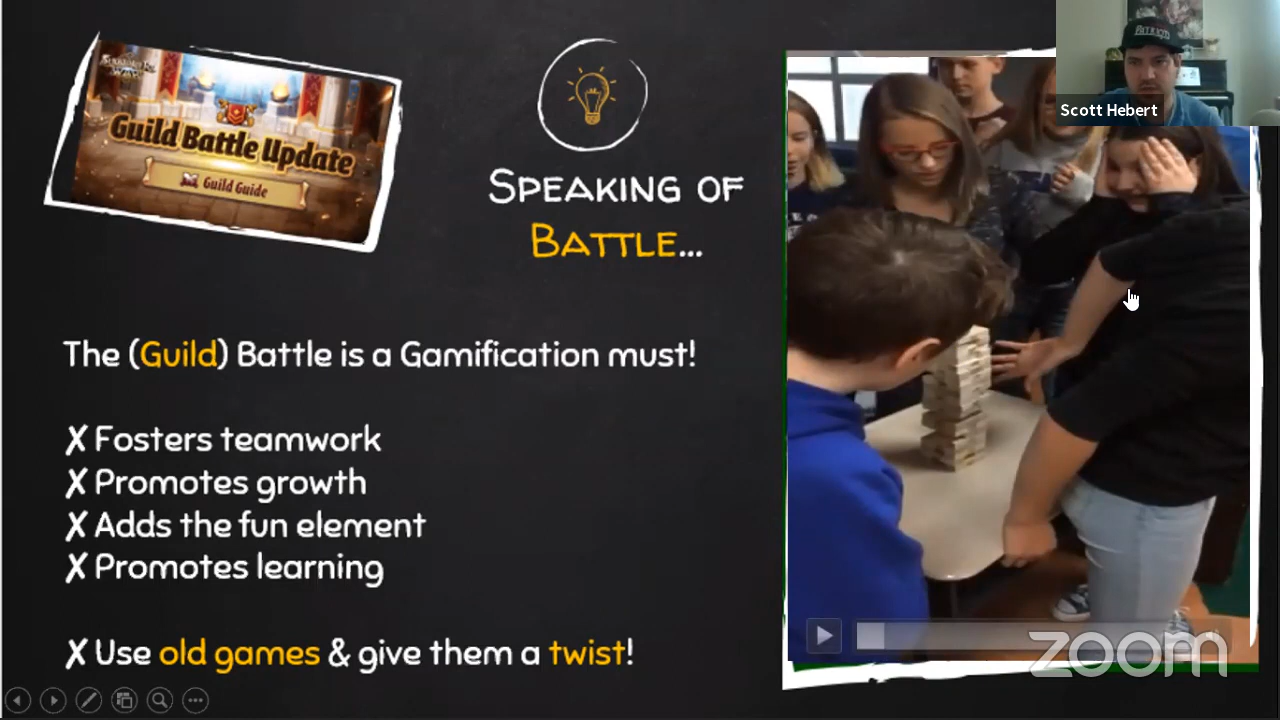 Guild Battle Update
Guild Guide
SPEAKING OF
BATTLE...
The (Guild) Battle is a Gamification must!
✗ Fosters teamwork
✗ Promotes growth
✗ Adds the fun element
✗ Promotes learning
✗ Use old games & give them a twist!
Scott Hebert
zoom